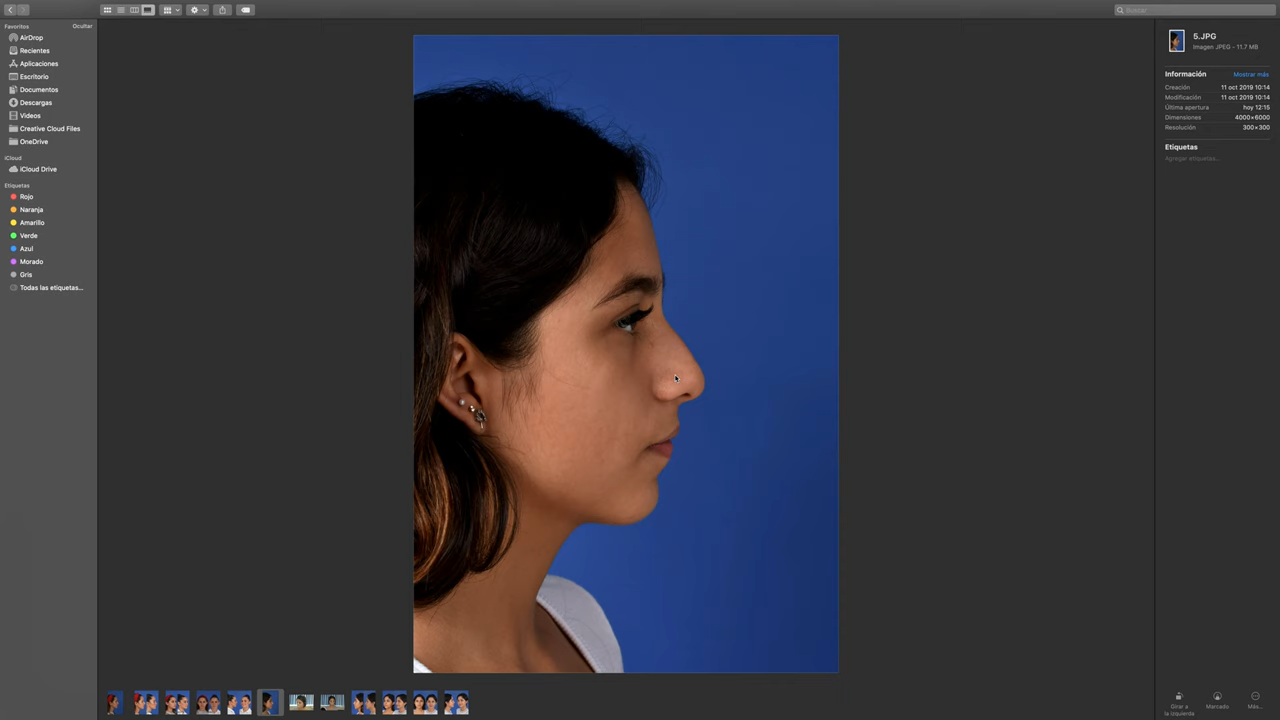 Buscar
Favoritos
Ocultar
AirDrop
Recientes
Aplicaciones
Escritorio
Documentos
Descargas
Videos
Creative Cloud Files
OneDrive
iCloud
iCloud Drive
Etiquetas
Rojo
Naranja
Amarillo
Verde
Azul
Morado
Gris
Todas las etiquetas...
5.JPG
Imagen JPEG - 11.7 MB
Información Mostrar más
Creación 11 oct 2019 10:14
Modificación 11 oct 2019 10:14
Última apertura hoy 12:15
Dimensiones 4000×6000
Resolución 300×300
Etiquetas
Agregar etiquetas...
Girar a la izquierda
Marcado
Más...